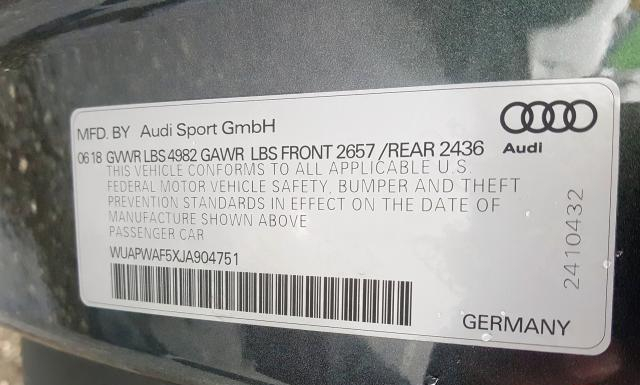 MFD. BY Audi Sport GmbH
Audi
06 18 GVWR LBS 4982 GAWR LBS FRONT 2657 /REAR 2436
THIS VEHICLE CONFORMS TO ALL APPLICABLE U.S.
FEDERAL MOTOR VEHICLE SAFETY, BUMPER AND THEFT
PREVENTION STANDARDS IN EFFECT ON THE DATE OF
MANUFACTURE SHOWN ABOVE
PASSENGER CAR
WUAPWAF5XJA904751
2410432
GERMANY